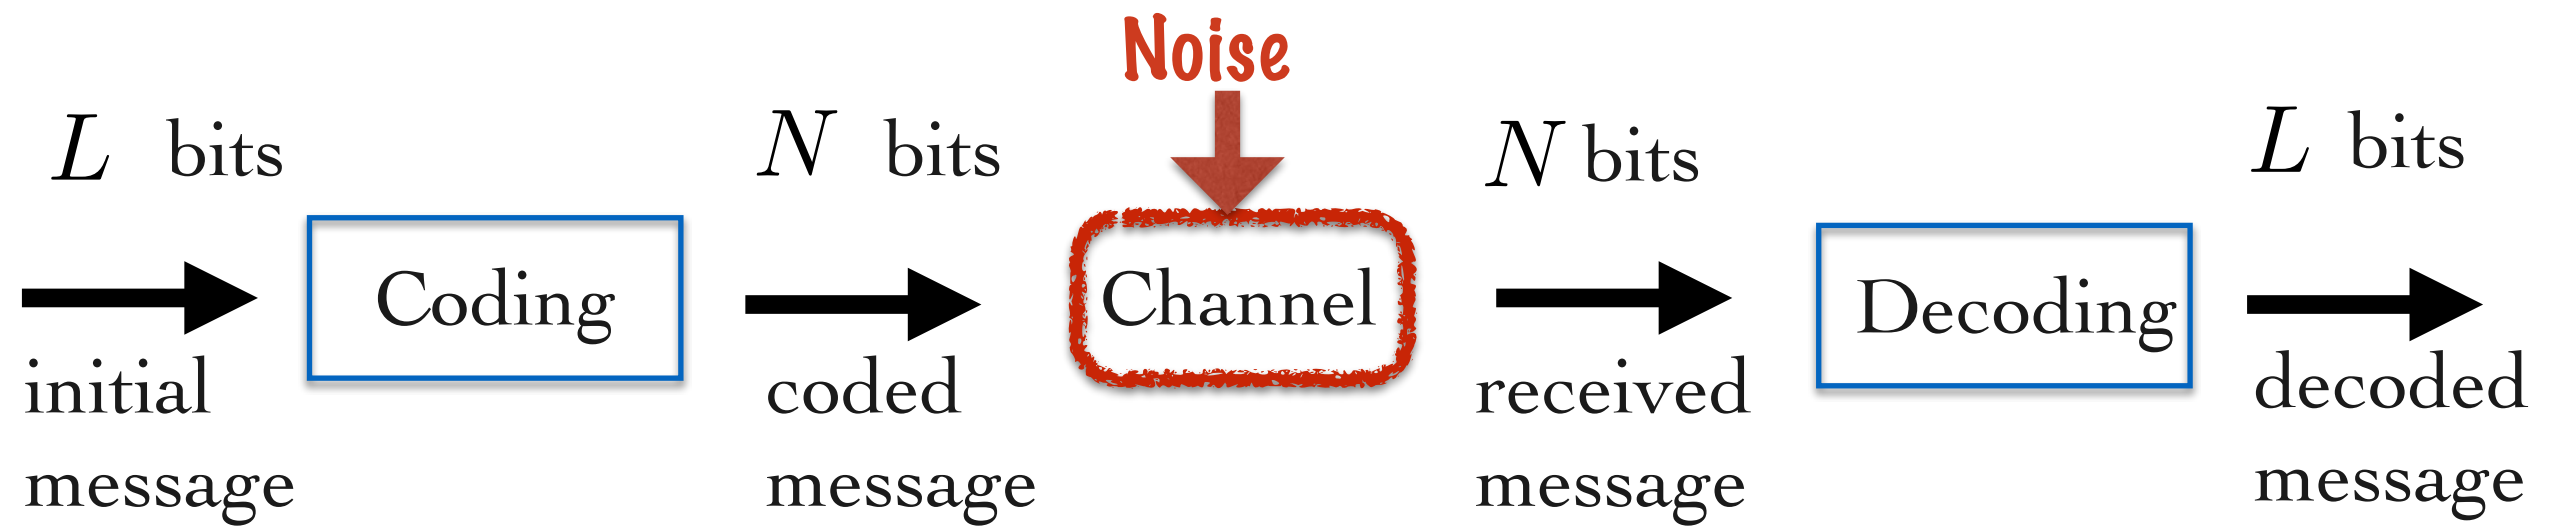 Noise
L bits
N bits
N bits
L bits
Coding
Channel
Decoding
initial
message
coded
message
received
message
decoded
message